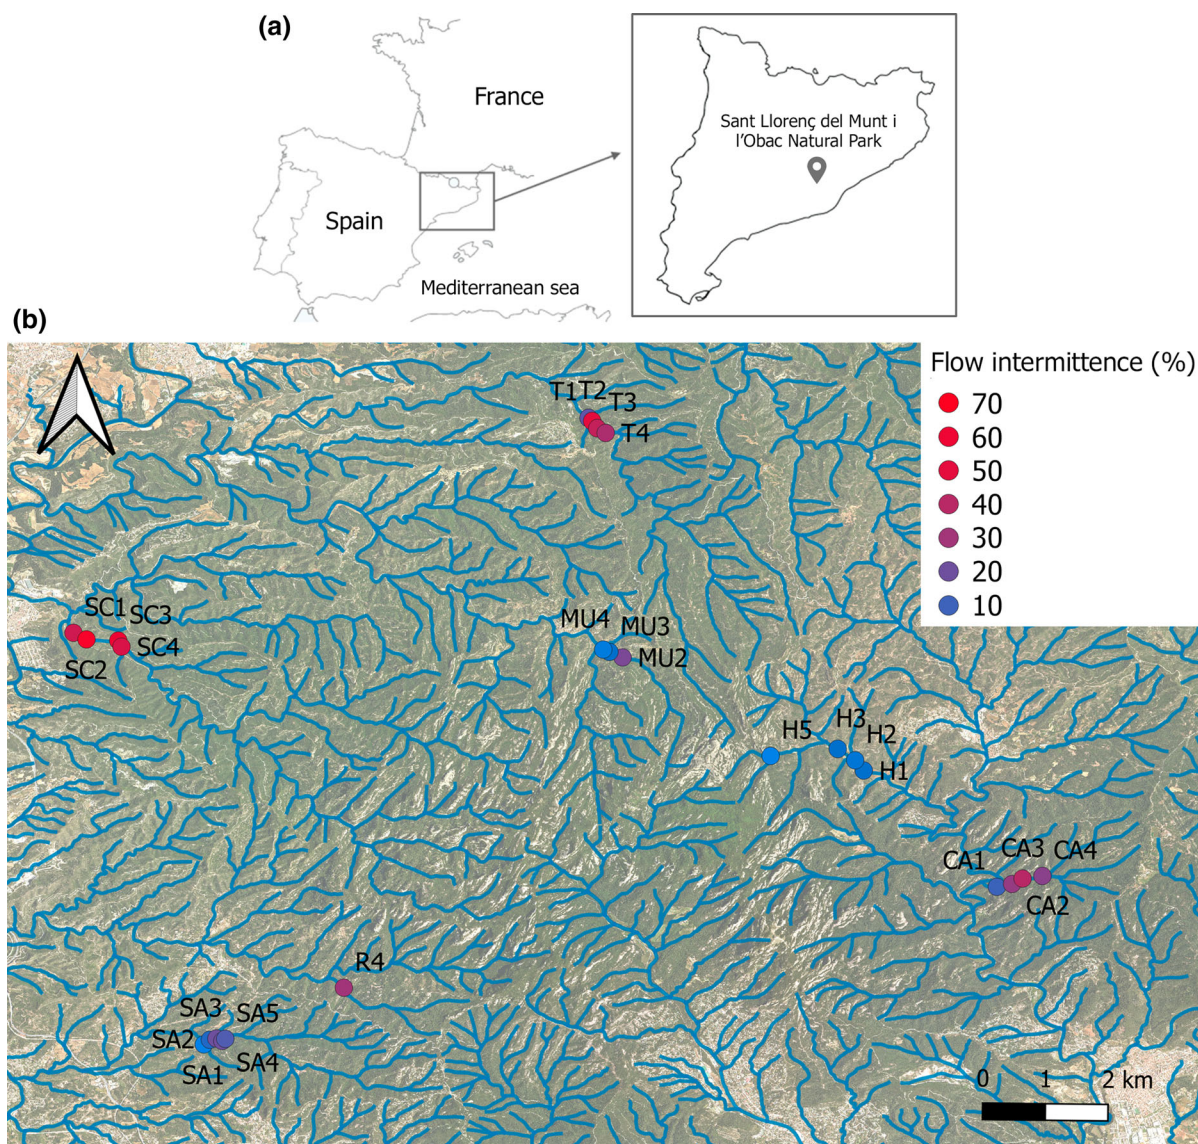 (a)
France
Spain
Mediterranean sea
Sant Llorenç del Munt i
l'Obac Natural Park
(b)
Flow intermittence (%)
70
60
50
40
30
20
10
T1
T2
T3
T4
SC1
SC3
SC4
SC2
MU4
MU3
MU2
H5
H3
H2
H1
CA1
CA3
CA4
CA2
R4
SA3
SA5
SA2
SA4
SA1
0 1 2 km